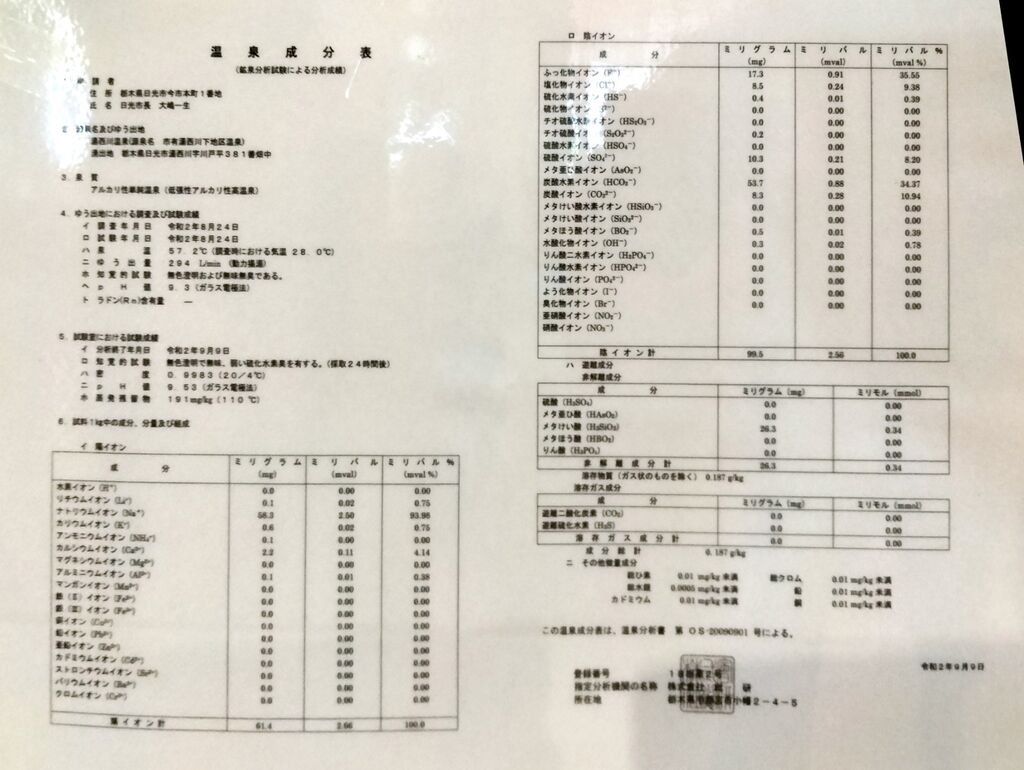 温泉成分表
(鉱泉分析試験による分析成績)
住所 栃木県日光市今市本町1番地
氏名 日光市長 大嶋一生
湯西川温泉(源泉名 市有湯西川下地区温泉)
湧出地 栃木県日光市湯西川字川戸平381番畑中
3. 泉質
アルカリ性単純温泉(低張性アルカリ性高温泉)
4. ゆう出地における調査及び試験成績
イ 調査年月日 令和2年8月24日
ロ 試験年月日 令和2年8月24日
ハ 泉温 57.2℃(調査時における気温 28.0℃)
ニ ゆう出量 294 L/min (動力揚湯)
ホ 知覚的試験 無色澄明および無味無臭である。
ヘ pH値 9.3(ガラス電極法)
ト ラドン(Rn)含有量 ―
5. 試験室における試験成績
イ 分析終了年月日 令和2年9月9日
ロ 知覚的試験 無色澄明で無味、弱い硫化水素臭を有する。(採取24時間後)
ハ 密度 0.9983(20/4℃)
ニ pH値 9.53(ガラス電極法)
ホ 蒸発残留物 191mg/kg(110℃)
6. 試料1kg中の成分、分量及び組成
イ 陽イオン
成分 ミリグラム(mg) ミリバル(mval) ミリバル%(mval%)
水素イオン(H⁺) 0.0 0.00 0.00
リチウムイオン(Li⁺) 0.1 0.02 0.75
ナトリウムイオン(Na⁺) 58.3 2.50 93.98
カリウムイオン(K⁺) 0.6 0.02 0.75
アンモニウムイオン(NH₄⁺) 0.1 0.00 0.00
カルシウムイオン(Ca²⁺) 2.2 0.11 4.14
マグネシウムイオン(Mg²⁺) 0.0 0.00 0.00
アルミニウムイオン(Al³⁺) 0.1 0.01 0.38
マンガンイオン(Mn²⁺) 0.0 0.00 0.00
鉄(Ⅱ)イオン(Fe²⁺) 0.0 0.00 0.00
鉄(Ⅲ)イオン(Fe³⁺) 0.0 0.00 0.00
銅イオン(Cu²⁺) 0.0 0.00 0.00
鉛イオン(Pb²⁺) 0.0 0.00 0.00
亜鉛イオン(Zn²⁺) 0.0 0.00 0.00
カドミウムイオン(Cd²⁺) 0.0 0.00 0.00
ストロンチウムイオン(Sr²⁺) 0.0 0.00 0.00
バリウムイオン(Ba²⁺) 0.0 0.00 0.00
クロムイオン(Cr³⁺) 0.0 0.00 0.00
陽イオン計 61.4 2.66 100.0
ロ 陰イオン
成分 ミリグラム(mg) ミリバル(mval) ミリバル%(mval%)
ふっ化物イオン(F⁻) 17.3 0.91 35.55
塩化物イオン(Cl⁻) 8.5 0.24 9.38
硫化水素イオン(HS⁻) 0.4 0.01 0.39
硫化物イオン(S²⁻) 0.0 0.00 0.00
チオ硫酸水素イオン(HS₂O₃⁻) 0.0 0.00 0.00
チオ硫酸イオン(S₂O₃²⁻) 0.2 0.00 0.00
硫酸水素イオン(HSO₄⁻) 0.0 0.00 0.00
硫酸イオン(SO₄²⁻) 10.3 0.21 8.20
メタ亜ひ酸イオン(AsO₂⁻) 0.0 0.00 0.00
炭酸水素イオン(HCO₃⁻) 53.7 0.88 34.37
炭酸イオン(CO₃²⁻) 8.3 0.28 10.94
メタけい酸水素イオン(HSiO₃⁻) 0.0 0.00 0.00
メタけい酸イオン(SiO₃²⁻) 0.0 0.00 0.00
メタほう酸イオン(BO₂⁻) 0.5 0.01 0.39
水酸化物イオン(OH⁻) 0.3 0.02 0.78
りん酸二水素イオン(H₂PO₄⁻) 0.0 0.00 0.00
りん酸水素イオン(HPO₄²⁻) 0.0 0.00 0.00
りん酸イオン(PO₄³⁻) 0.0 0.00 0.00
よう化物イオン(I⁻) 0.0 0.00 0.00
臭化物イオン(Br⁻) 0.0 0.00 0.00
亜硝酸イオン(NO₂⁻)
硝酸イオン(NO₃⁻)
陰イオン計 99.5 2.56 100.0
ハ 遊離成分
非解離成分
成分 ミリグラム(mg) ミリモル(mmol)
硫酸(H₂SO₄) 0.0 0.00
メタ亜ひ酸(HAsO₂) 0.0 0.00
メタけい酸(H₂SiO₃) 26.3 0.34
メタほう酸(HBO₂) 0.0 0.00
りん酸(H₃PO₄) 0.0 0.00
非解離成分計 26.3 0.34
溶存物質(ガス状のものを除く) 0.187 g/kg
溶存ガス成分
成分 ミリグラム(mg) ミリモル(mmol)
遊離二酸化炭素(CO₂) 0.0 0.00
遊離硫化水素(H₂S) 0.0 0.00
溶存ガス成分計 0.0 0.00
成分総計 0.187 g/kg
ニ その他微量成分
総ひ素 0.01 mg/kg 未満 総クロム 0.01 mg/kg 未満
総水銀 0.0005 mg/kg 未満 鉛 0.01 mg/kg 未満
カドミウム 0.01 mg/kg 未満 銅 0.01 mg/kg 未満
この温泉成分表は、温泉分析書 第 OS-20090901 号による。
令和2年9月9日
登録番号
指定分析機関の名称 株式会社
所在地 2-4-5